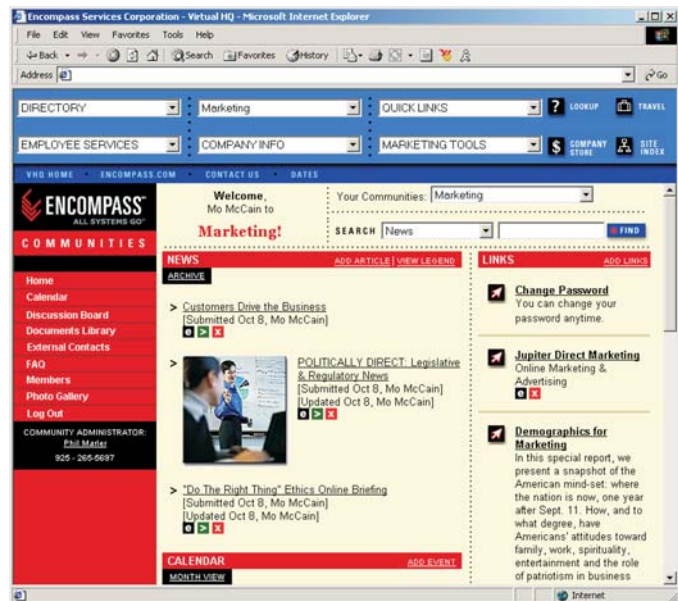 Encompass Services Corporation - Virtual HQ - Microsoft Internet Explorer
File Edit View Favorites Tools Help
Back Search Favorites History
Address Go
DIRECTORY Marketing QUICK LINKS ? LOOKUP TRAVEL
EMPLOYEE SERVICES COMPANY INFO MARKETING TOOLS $ COMPANY STORE SITE INDEX
VHQ HOME ENCOMPASS.COM CONTACT US DATES
ENCOMPASS
ALL SYSTEMS GO
COMMUNITIES
Home
Calendar
Discussion Board
Documents Library
External Contacts
FAQ
Members
Photo Gallery
Log Out
COMMUNITY ADMINISTRATOR:
Phil Marler
925 - 265-5697
Welcome,
Mo McCain to
Marketing!
Your Communities: Marketing
SEARCH News FIND
NEWS ADD ARTICLE | VIEW LEGEND
ARCHIVE
> Customers Drive the Business
[Submitted Oct 8, Mo McCain]
e > x
> POLITICALLY DIRECT: Legislative
& Regulatory News
[Submitted Oct 8, Mo McCain]
[Updated Oct 8, Mo McCain]
e > x
> "Do The Right Thing" Ethics Online Briefing
[Submitted Oct 8, Mo McCain]
[Updated Oct 8, Mo McCain]
e > x
CALENDAR ADD EVENT
MONTH VIEW
LINKS ADD LINKS
Change Password
You can change your
password anytime.
Jupiter Direct Marketing
Online Marketing &
Advertising
e x
Demographics for
Marketing
In this special report, we
present a snapshot of the
American mind-set: where
the nation is now, one year
after Sept. 11. How, and to
what degree, have
Americans' attitudes toward
family, work, spirituality,
entertainment and the role
of patriotism in business
Internet